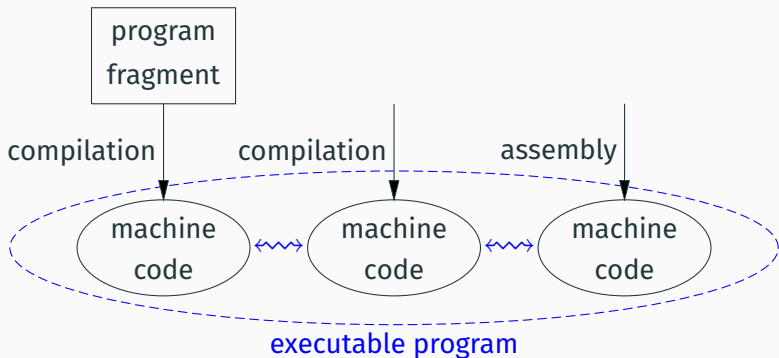 program
fragment
compilation compilation assembly
machine machine machine
code code code
executable program